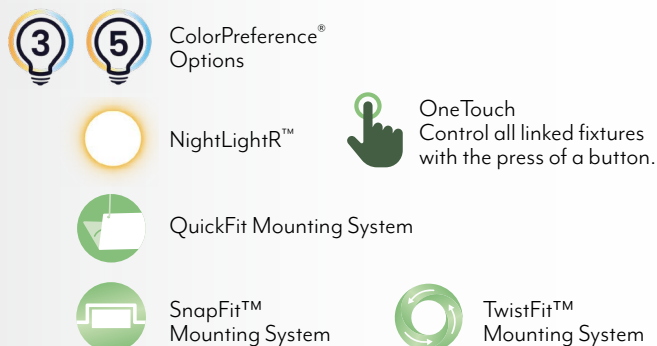 3 5 ColorPreference®
Options
NightLightR™
OneTouch
Control all linked fixtures
with the press of a button.
QuickFit Mounting System
SnapFit™
Mounting System
TwistFit™
Mounting System